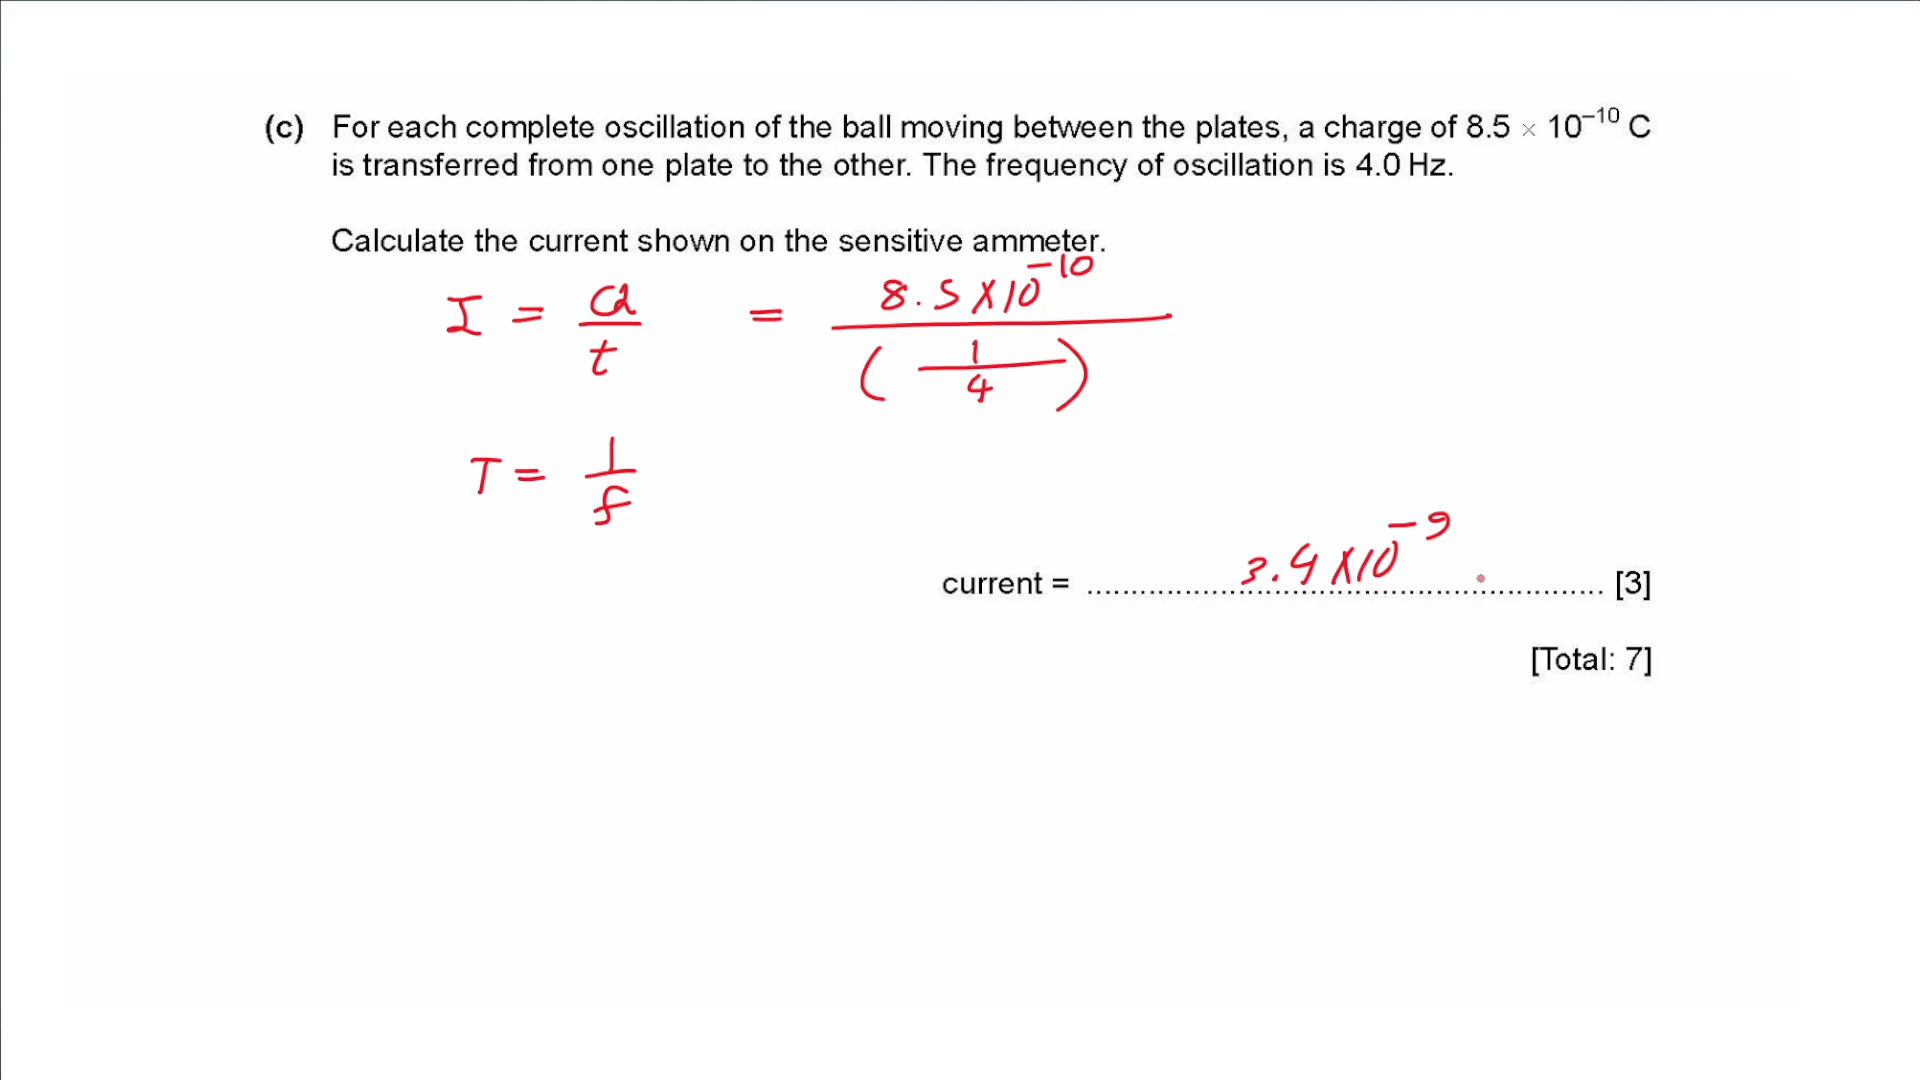 (c) For each complete oscillation of the ball moving between the plates, a charge of 8.5 × 10⁻¹⁰ C
is transferred from one plate to the other. The frequency of oscillation is 4.0 Hz.
Calculate the current shown on the sensitive ammeter.
I = Q/t = 8.5 × 10⁻¹⁰ / (1/4)
T = 1/f
current = ........ 3.4 × 10⁻⁹ ........ [3]
[Total: 7]